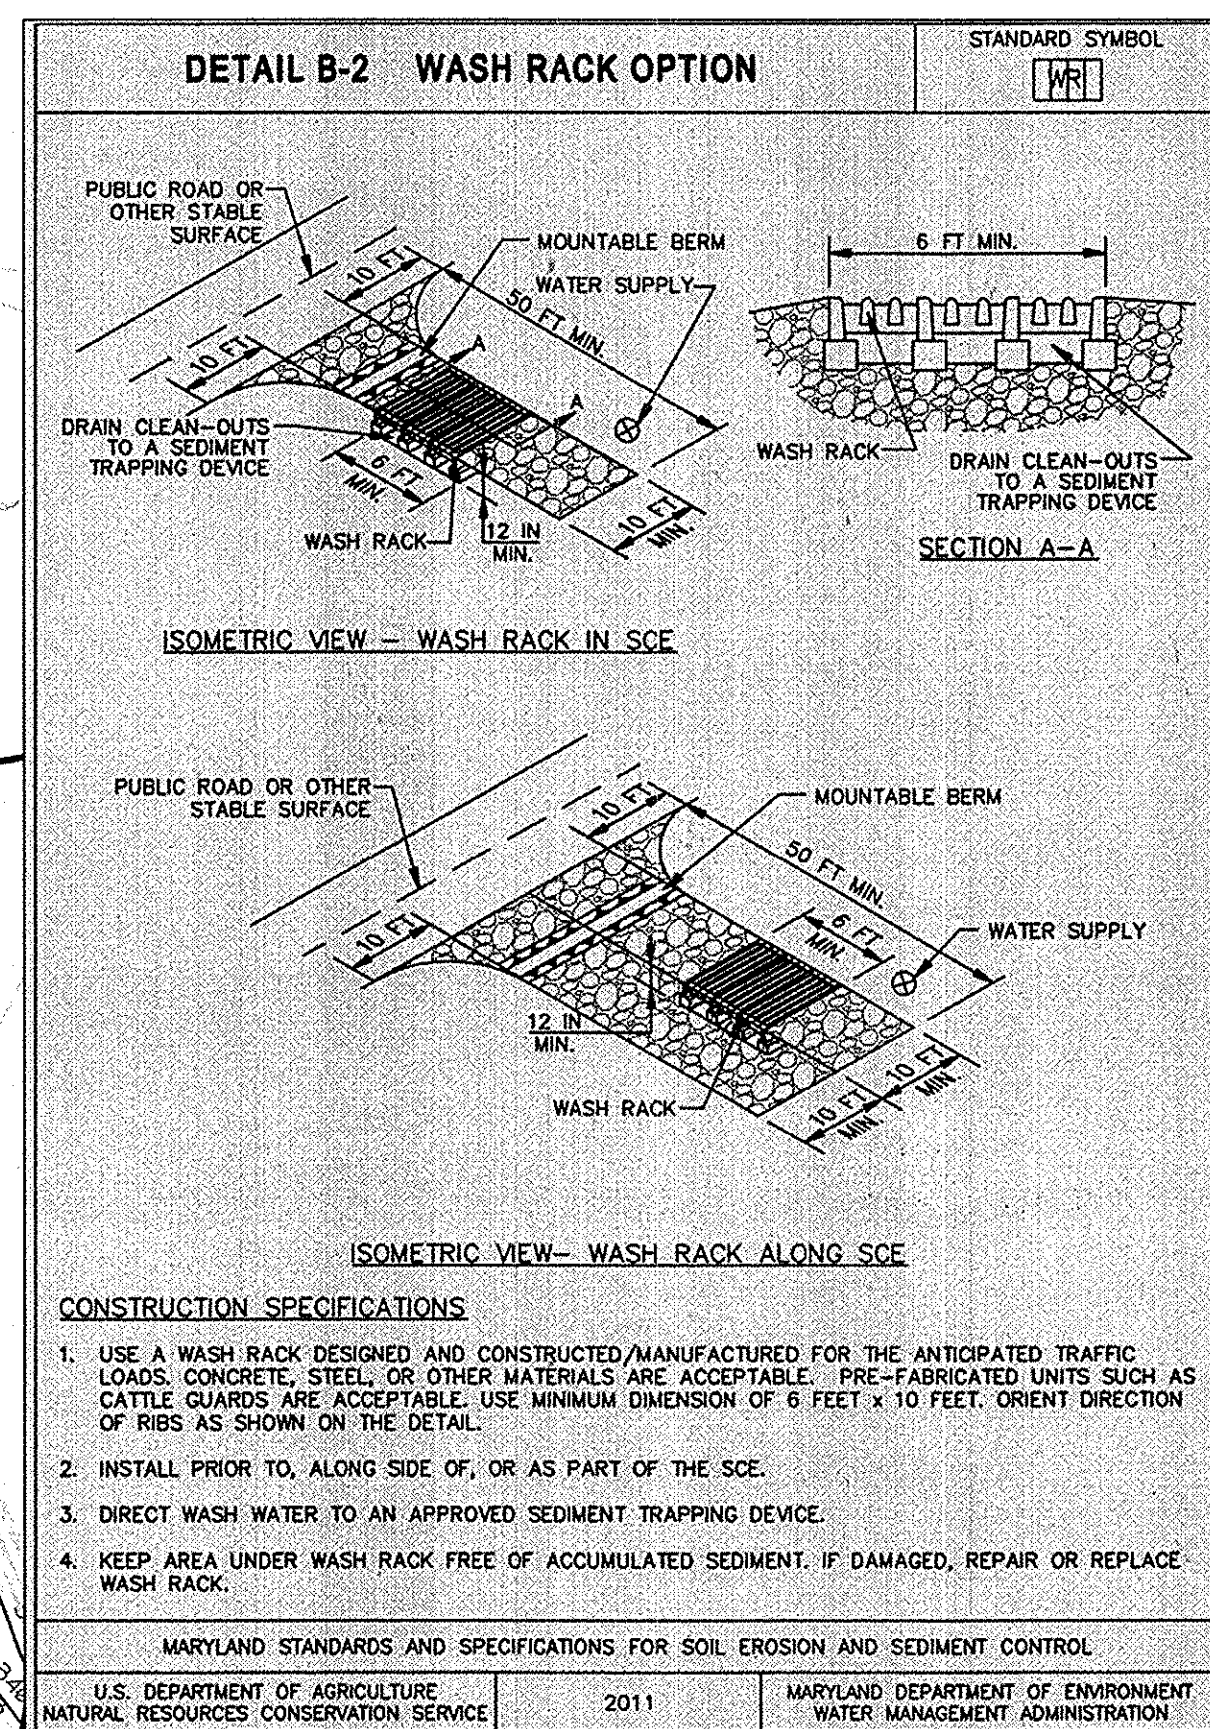 DETAIL B-2 WASH RACK OPTION
STANDARD SYMBOL
WR
PUBLIC ROAD OR
OTHER STABLE
SURFACE
10 FT
MOUNTABLE BERM
WATER SUPPLY
50 FT MIN.
A
A
10 FT
DRAIN CLEAN-OUTS
TO A SEDIMENT
TRAPPING DEVICE
6 FT
MIN.
WASH RACK
12 IN
MIN.
10 FT
MIN.
ISOMETRIC VIEW - WASH RACK IN SCE
6 FT MIN.
WASH RACK
DRAIN CLEAN-OUTS
TO A SEDIMENT
TRAPPING DEVICE
SECTION A-A
PUBLIC ROAD OR OTHER
STABLE SURFACE
10 FT
MOUNTABLE BERM
50 FT MIN.
6 FT
MIN.
WATER SUPPLY
10 FT
12 IN
MIN.
WASH RACK
10 FT
MIN.
10 FT
MIN.
ISOMETRIC VIEW- WASH RACK ALONG SCE
CONSTRUCTION SPECIFICATIONS
1. USE A WASH RACK DESIGNED AND CONSTRUCTED/MANUFACTURED FOR THE ANTICIPATED TRAFFIC
LOADS. CONCRETE, STEEL, OR OTHER MATERIALS ARE ACCEPTABLE. PRE-FABRICATED UNITS SUCH AS
CATTLE GUARDS ARE ACCEPTABLE. USE MINIMUM DIMENSION OF 6 FEET x 10 FEET. ORIENT DIRECTION
OF RIBS AS SHOWN ON THE DETAIL.
2. INSTALL PRIOR TO, ALONG SIDE OF, OR AS PART OF THE SCE.
3. DIRECT WASH WATER TO AN APPROVED SEDIMENT TRAPPING DEVICE.
4. KEEP AREA UNDER WASH RACK FREE OF ACCUMULATED SEDIMENT. IF DAMAGED, REPAIR OR REPLACE
WASH RACK.
MARYLAND STANDARDS AND SPECIFICATIONS FOR SOIL EROSION AND SEDIMENT CONTROL
U.S. DEPARTMENT OF AGRICULTURE
NATURAL RESOURCES CONSERVATION SERVICE
2011
MARYLAND DEPARTMENT OF ENVIRONMENT
WATER MANAGEMENT ADMINISTRATION